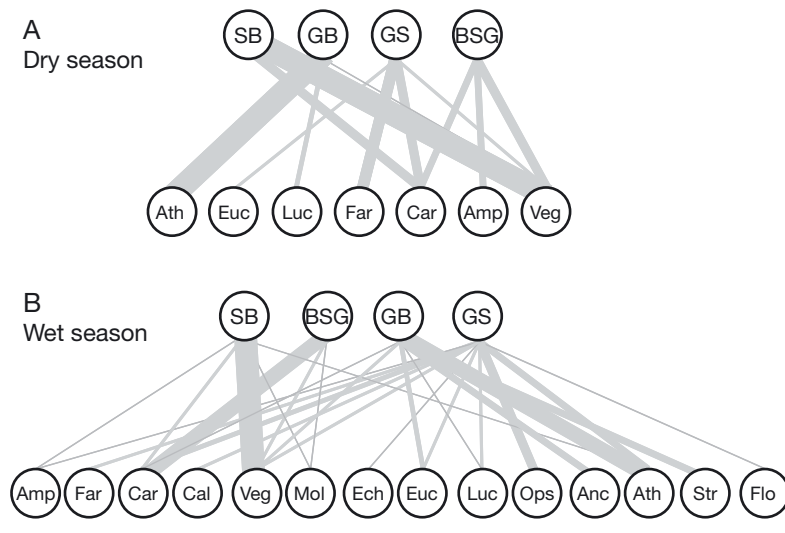 A
Dry season
SB GB GS BSG
Ath Euc Luc Far Car Amp Veg
B
Wet season
SB BSG GB GS
Amp Far Car Cal Veg Mol Ech Euc Luc Ops Anc Ath Str Flo